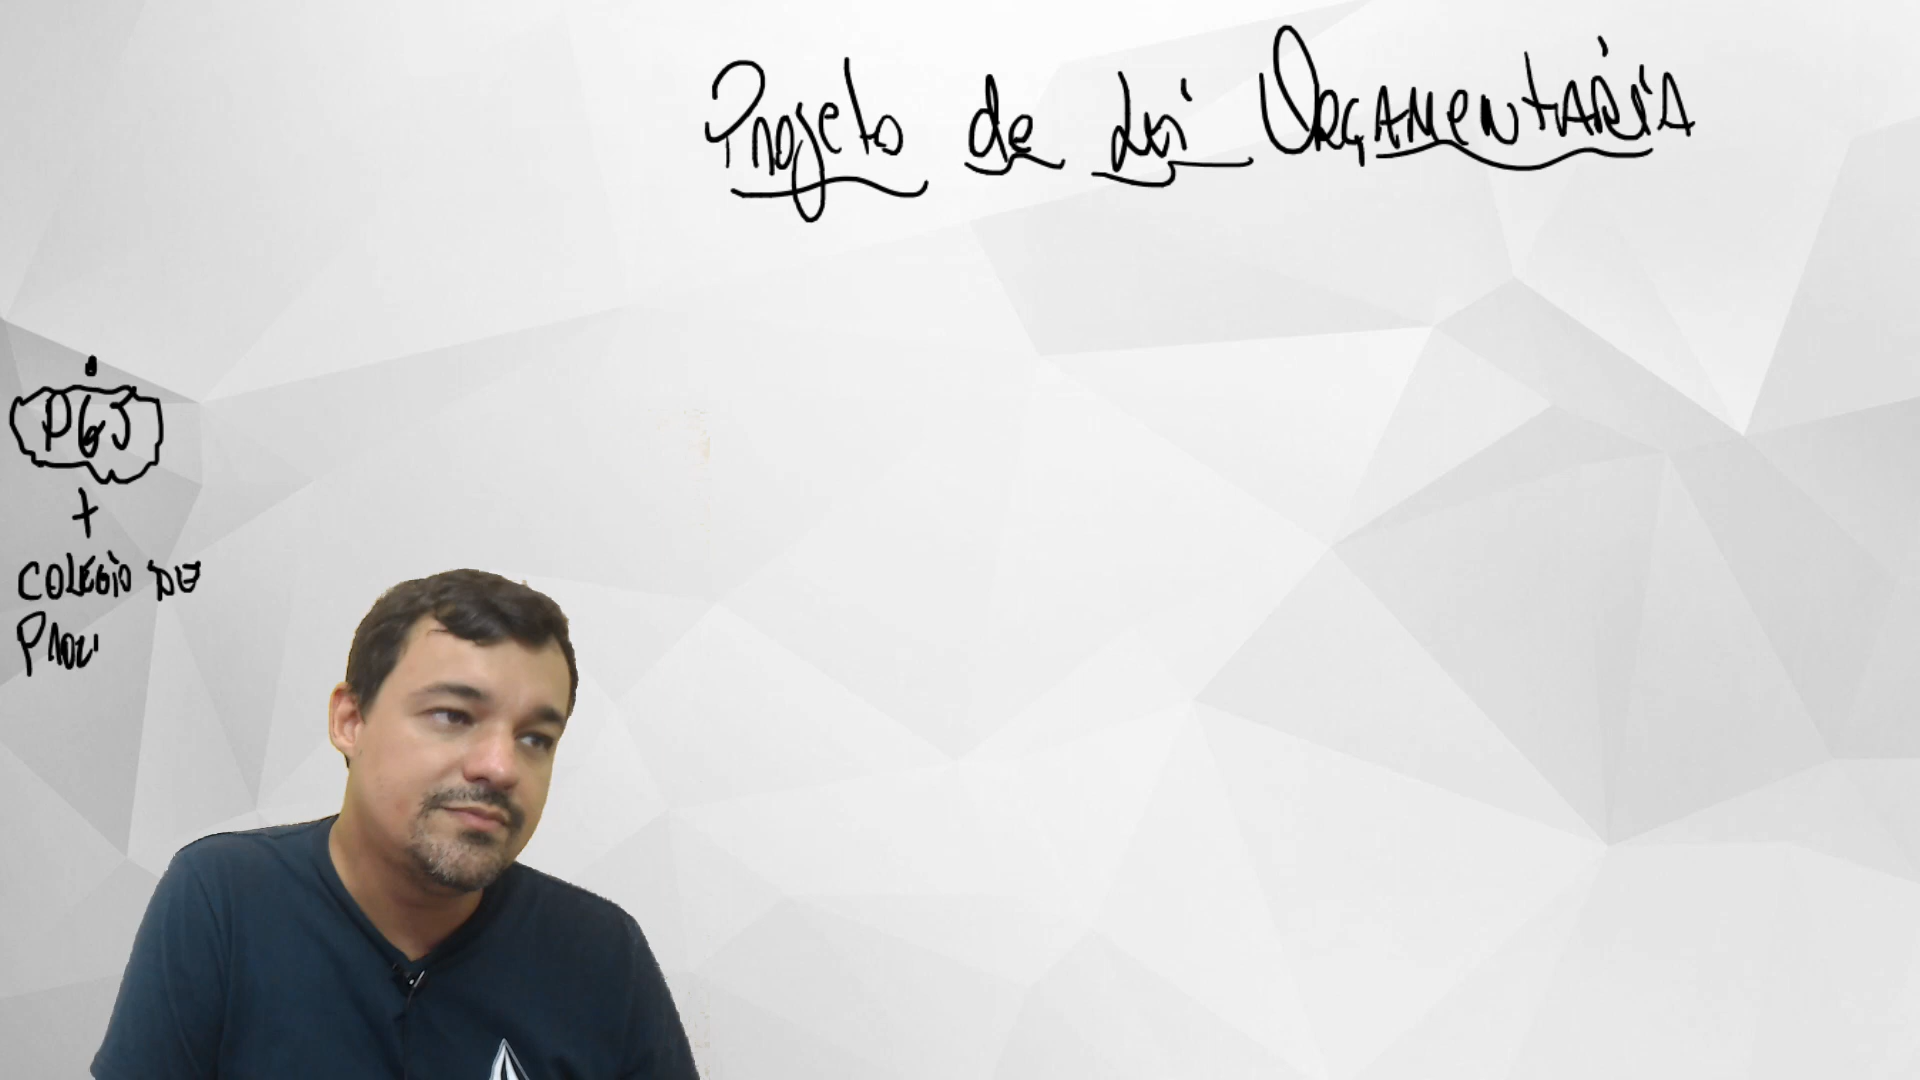 Projeto de Lei ORÇAMENTÁRIA
PGJ
+
COLÉGIO DE
PROC